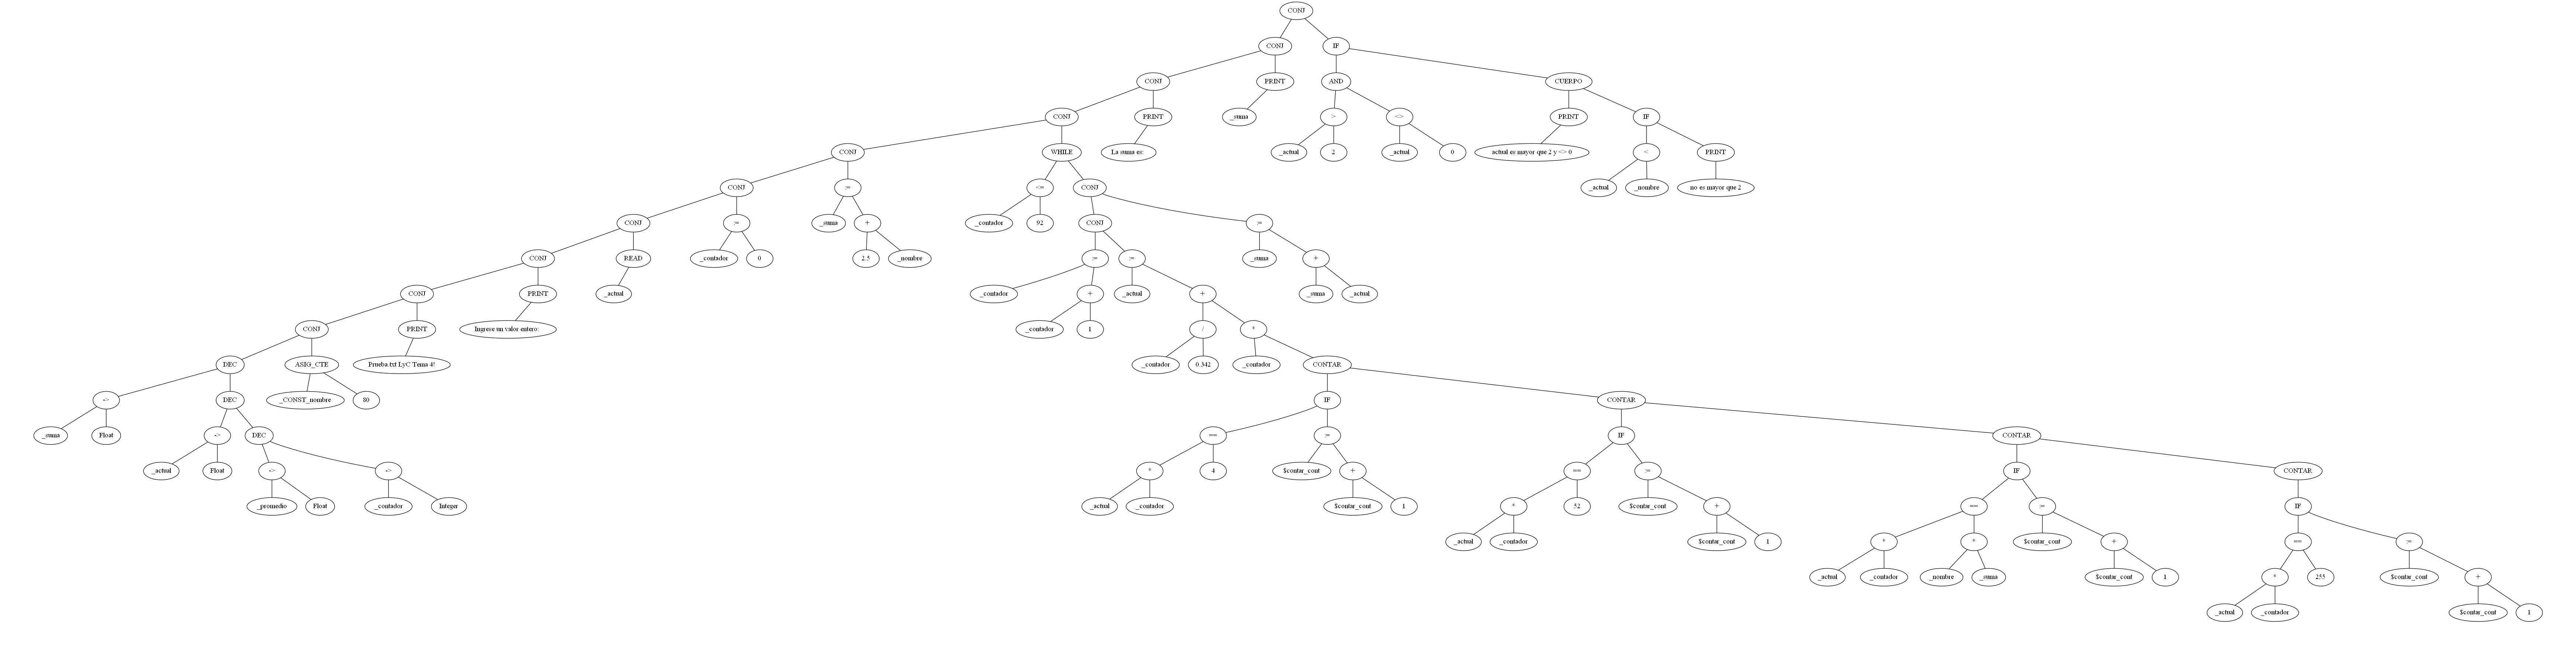 CONJ
CONJ IF
CONJ PRINT AND CUERPO
CONJ PRINT _suma > <> PRINT IF
CONJ WHILE La suma es: _actual 2 _actual 0 actual es mayor que 2 y <> 0 < PRINT
CONJ := <= CONJ _actual _nombre no es mayor que 2
CONJ := _suma + _contador 92 CONJ :=
CONJ READ _contador 0 2.5 _nombre := := _suma +
CONJ PRINT _actual _contador + _actual + _suma _actual
CONJ PRINT Ingrese un valor entero: _contador 1 / *
DEC ASIG_CTE Prueba.txt LyC Tema 4! _contador 0.342 _contador CONTAR
-> DEC _CONST_nombre 80 IF CONTAR
_suma Float -> DEC == := IF CONTAR
_actual Float -> -> * 4 $contar_cont + == := IF CONTAR
_promedio Float _contador Integer _actual _contador $contar_cont 1 * 52 $contar_cont + == := IF
_actual _contador $contar_cont 1 * * $contar_cont + == :=
_actual _contador _nombre _suma $contar_cont 1 * 255 $contar_cont +
_actual _contador $contar_cont 1